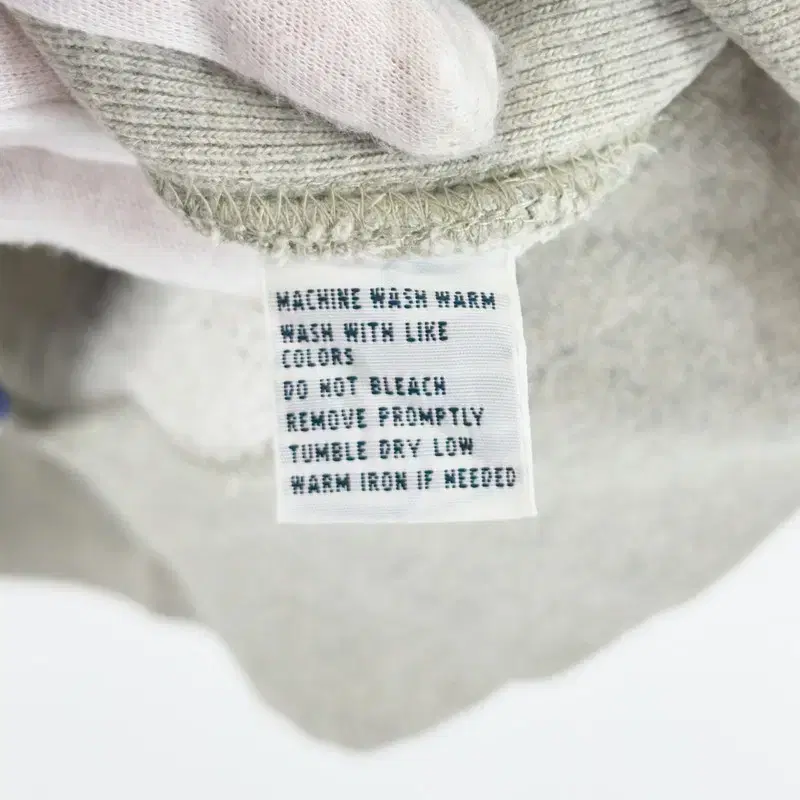 MACHINE WASH WARM
WASH WITH LIKE
COLORS
DO NOT BLEACH
REMOVE PROMPTLY
TUMBLE DRY LOW
WARM IRON IF NEEDED